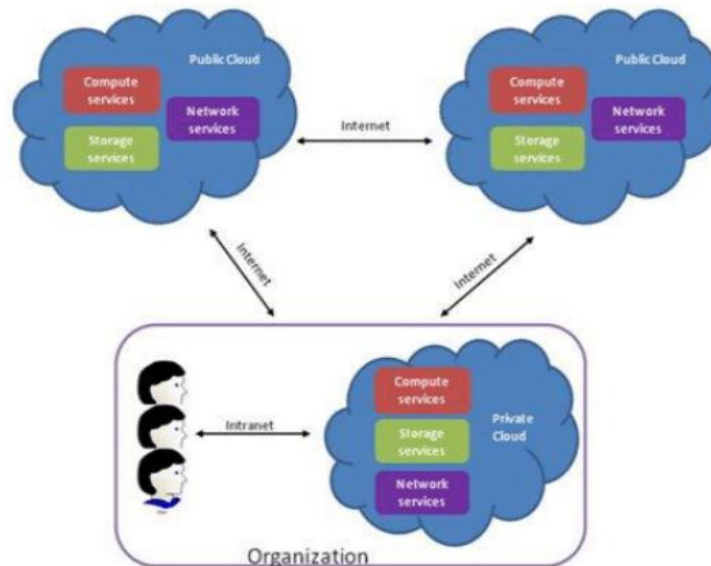 Public Cloud
Compute
services
Network
services
Storage
services
Public Cloud
Compute
services
Network
services
Storage
services
Internet
Internet
Internet
Compute
services
Private
Cloud
Storage
services
Intranet
Network
services
Organization